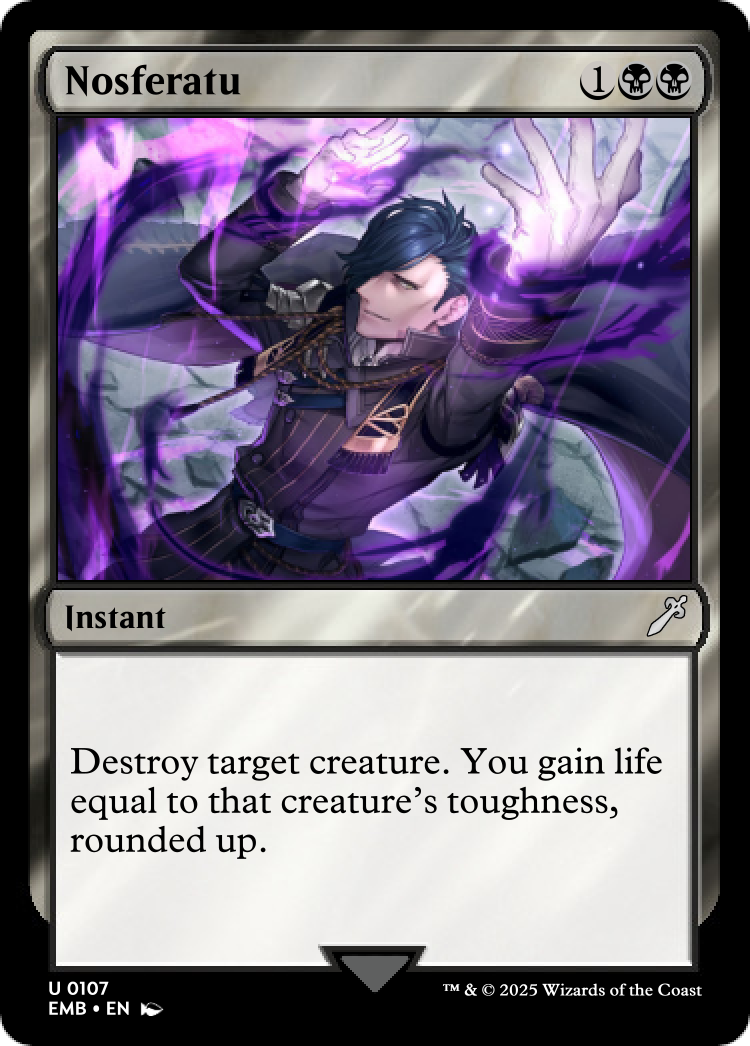 Nosferatu 1
Instant
Destroy target creature. You gain life
equal to that creature's toughness,
rounded up.
U 0107
EMB • EN
™ & © 2025 Wizards of the Coast